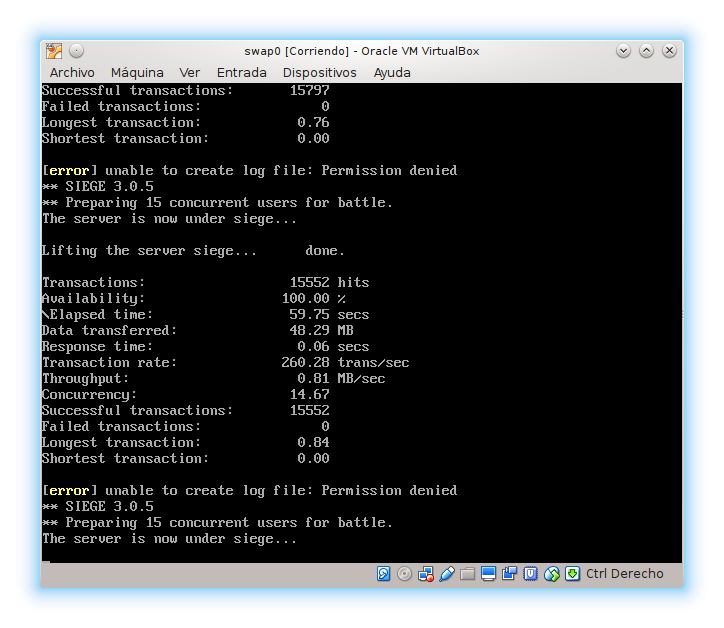 swap0 [Corriendo] - Oracle VM VirtualBox
Archivo Máquina Ver Entrada Dispositivos Ayuda
Successful transactions: 15797
Failed transactions: 0
Longest transaction: 0.76
Shortest transaction: 0.00
[error] unable to create log file: Permission denied
** SIEGE 3.0.5
** Preparing 15 concurrent users for battle.
The server is now under siege...
Lifting the server siege... done.
Transactions: 15552 hits
Availability: 100.00 %
\Elapsed time: 59.75 secs
Data transferred: 48.29 MB
Response time: 0.06 secs
Transaction rate: 260.28 trans/sec
Throughput: 0.81 MB/sec
Concurrency: 14.67
Successful transactions: 15552
Failed transactions: 0
Longest transaction: 0.84
Shortest transaction: 0.00
[error] unable to create log file: Permission denied
** SIEGE 3.0.5
** Preparing 15 concurrent users for battle.
The server is now under siege...
Ctrl Derecho